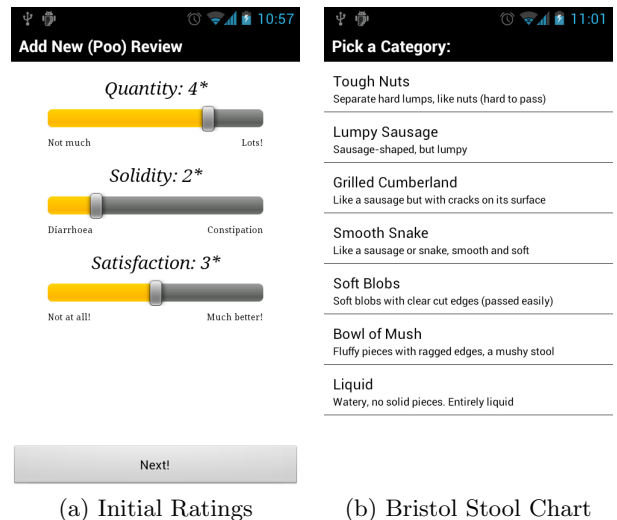 10:57
Add New (Poo) Review
Quantity: 4*
Not much Lots!
Solidity: 2*
Diarrhoea Constipation
Satisfaction: 3*
Not at all! Much better!
Next!
(a) Initial Ratings
11:01
Pick a Category:
Tough Nuts
Separate hard lumps, like nuts (hard to pass)
Lumpy Sausage
Sausage-shaped, but lumpy
Grilled Cumberland
Like a sausage but with cracks on its surface
Smooth Snake
Like a sausage or snake, smooth and soft
Soft Blobs
Soft blobs with clear cut edges (passed easily)
Bowl of Mush
Fluffy pieces with ragged edges, a mushy stool
Liquid
Watery, no solid pieces. Entirely liquid
(b) Bristol Stool Chart